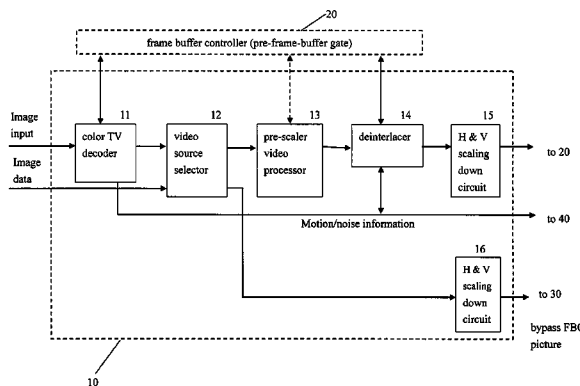 20
frame buffer controller (pre-frame-buffer gate)
Image
input
11
color TV
decoder
12
video
source
selector
13
pre-scaler
video
processor
14
deinterlacer
15
H & V
scaling
down
circuit
to 20
Image
data
Motion/noise information
to 40
16
H & V
scaling
down
circuit
to 30
bypass FBC
picture
10